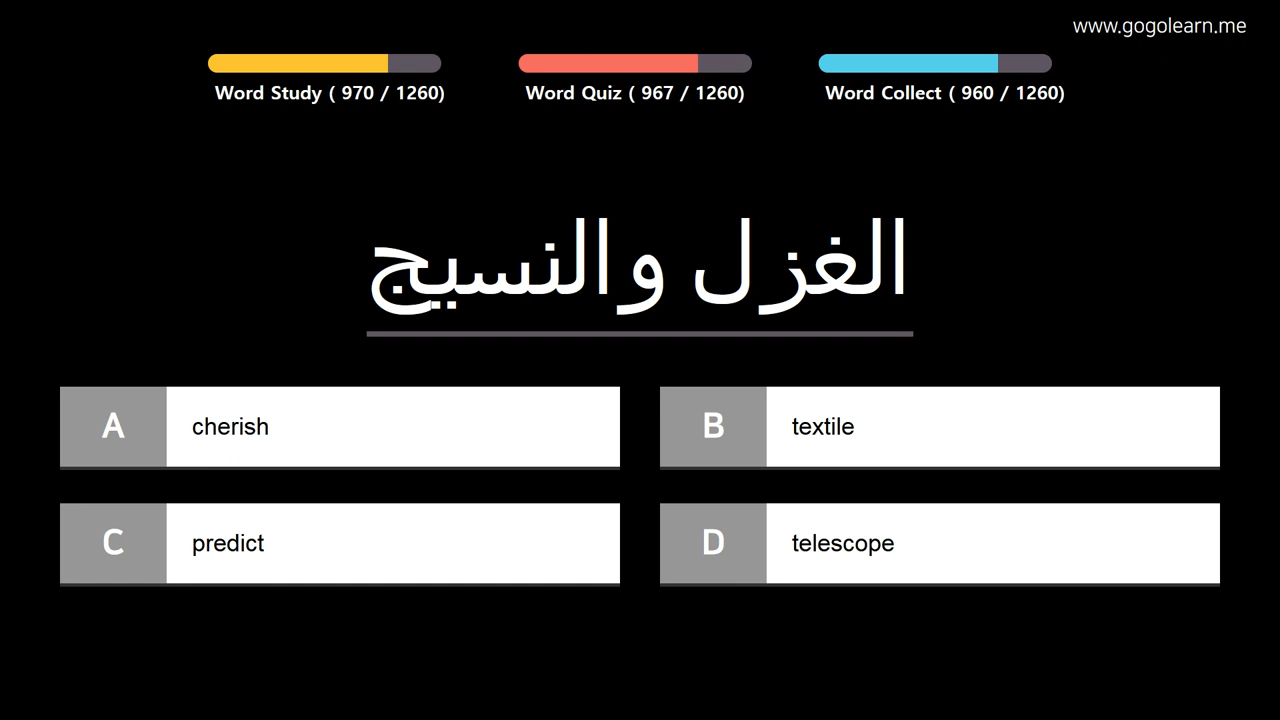 www.gogolearn.me
Word Study ( 970 / 1260)
Word Quiz ( 967 / 1260)
Word Collect ( 960 / 1260)
الغزل والنسيج
A cherish
B textile
C predict
D telescope